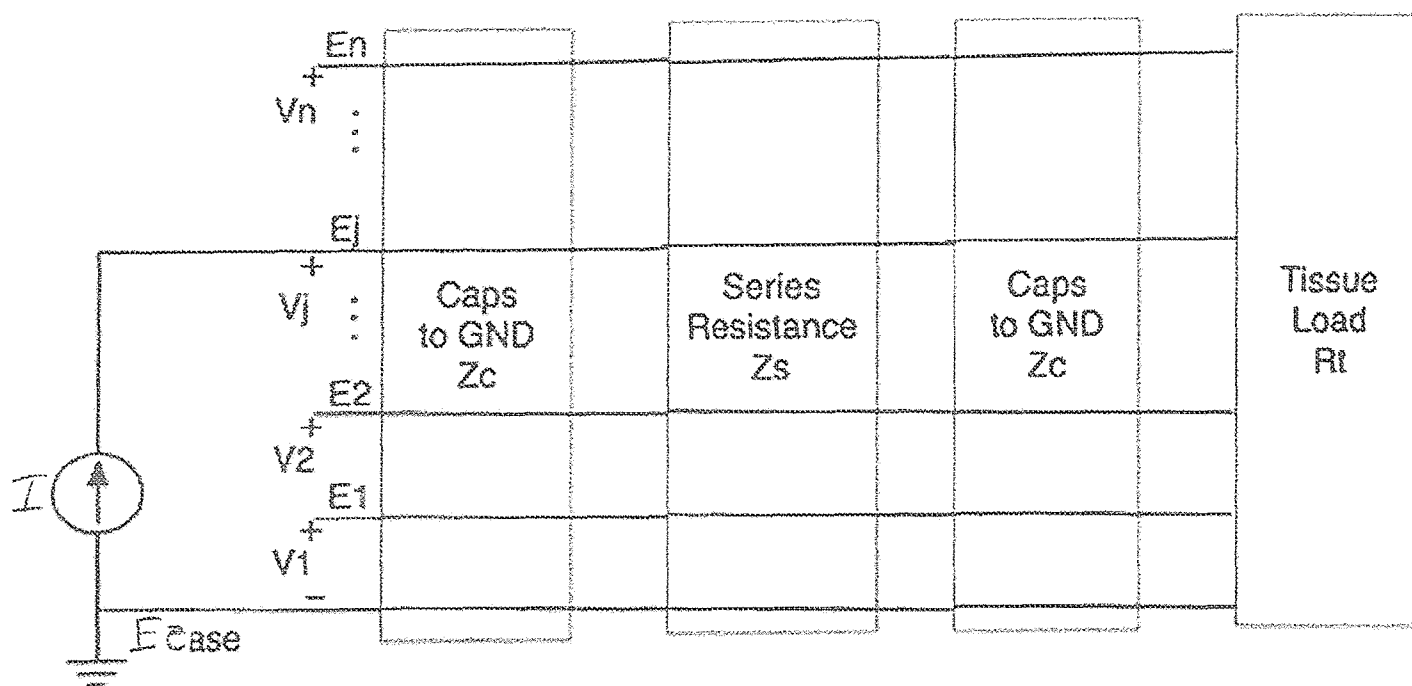 En
+
Vn
Ej
+
Vj
Caps
to GND
Zc
Series
Resistance
Zs
Caps
to GND
Zc
Tissue
Load
Rt
E2
+
V2
I
E1
+
V1
-
Ecase